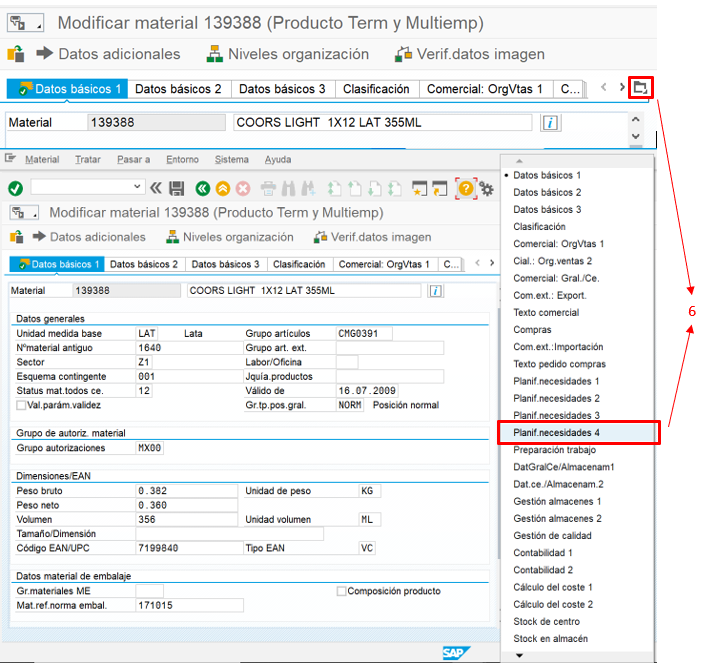 Modificar material 139388 (Producto Term y Multiemp)
Datos adicionales Niveles organización Verif.datos imagen
Datos básicos 1 Datos básicos 2 Datos básicos 3 Clasificación Comercial: OrgVtas 1 C...
Material 139388 COORS LIGHT 1X12 LAT 355ML
Material Tratar Pasar a Entorno Sistema Ayuda
Modificar material 139388 (Producto Term y Multiemp)
Datos adicionales Niveles organización Verif.datos imagen
Datos básicos 1 Datos básicos 2 Datos básicos 3 Clasificación Comercial: OrgVtas 1 C...
Material 139388 COORS LIGHT 1X12 LAT 355ML
Datos generales
Unidad medida base LAT Lata Grupo artículos CMG0391
Nºmaterial antiguo 1640 Grupo art. ext.
Sector Z1 Labor/Oficina
Esquema contingente 001 Jquía.productos
Status mat.todos ce. 12 Válido de 16.07.2009
Val.parám.validez Gr.tp.pos.gral. NORM Posición normal
Grupo de autoriz. material
Grupo autorizaciones MX00
Dimensiones/EAN
Peso bruto 0.382 Unidad de peso KG
Peso neto 0.360
Volumen 356 Unidad volumen ML
Tamaño/Dimensión
Código EAN/UPC 7199840 Tipo EAN VC
Datos material de embalaje
Gr.materiales ME Composición producto
Mat.ref.norma embal. 171015
SAP
Datos básicos 1
Datos básicos 2
Datos básicos 3
Clasificación
Comercial: OrgVtas 1
Cial.: Org.ventas 2
Comercial: Gral./Ce.
Com.ext.: Export.
Texto comercial
Compras
Com.ext.:Importación
Texto pedido compras
Planif.necesidades 1
Planif.necesidades 2
Planif.necesidades 3
Planif.necesidades 4
Preparación trabajo
DatGralCe/Almacenam1
Dat.ce./Almacenam.2
Gestión almacenes 1
Gestión almacenes 2
Gestión de calidad
Contabilidad 1
Contabilidad 2
Cálculo del coste 1
Cálculo del coste 2
Stock de centro
Stock en almacén
6